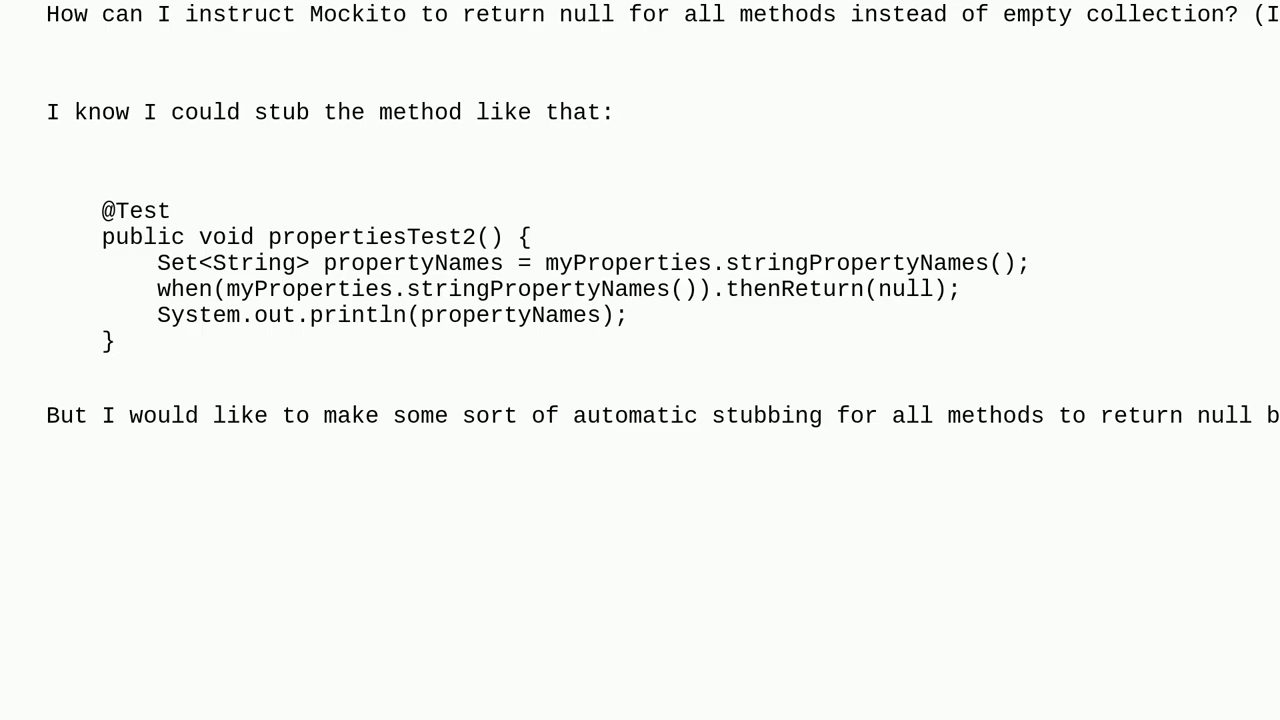 How can I instruct Mockito to return null for all methods instead of empty collection? (I
I know I could stub the method like that:
@Test
public void propertiesTest2() {
Set<String> propertyNames = myProperties.stringPropertyNames();
when(myProperties.stringPropertyNames()).thenReturn(null);
System.out.println(propertyNames);
}
But I would like to make some sort of automatic stubbing for all methods to return null b